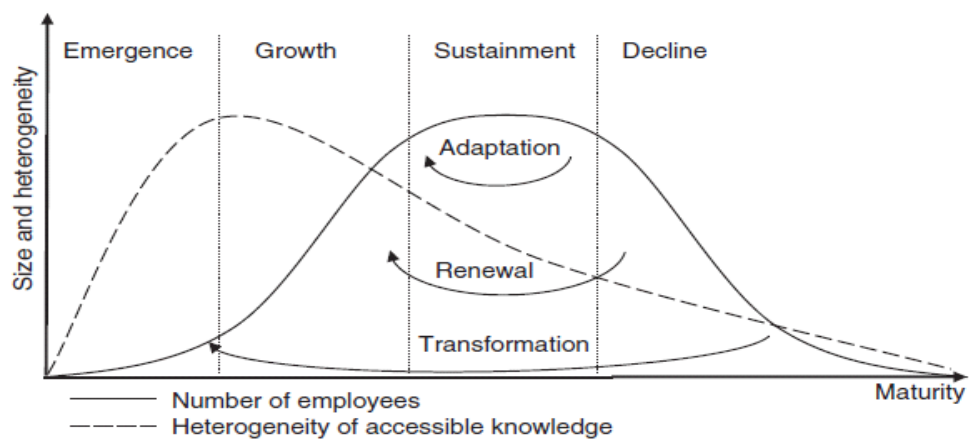 Emergence Growth Sustainment Decline
Size and heterogeneity
Adaptation
Renewal
Transformation
Maturity
Number of employees
Heterogeneity of accessible knowledge